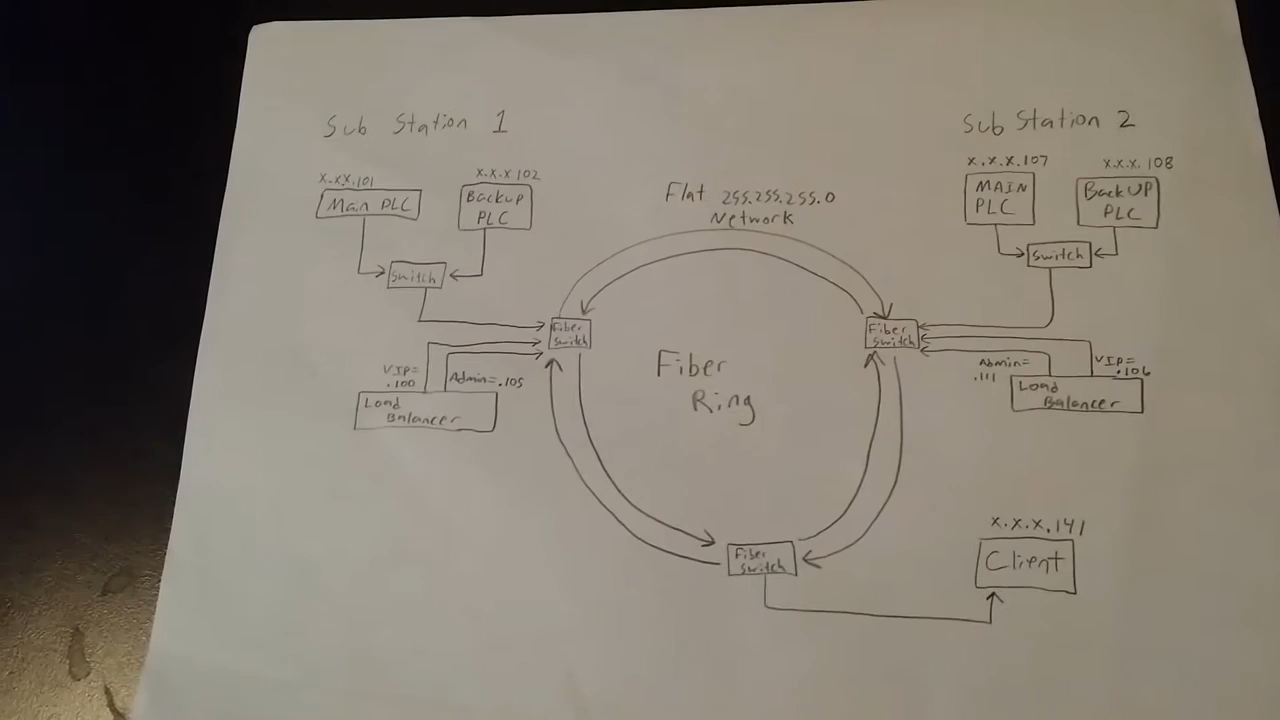 Sub Station 1
x.x.x.101
Main PLC
x.x.x.102
Backup
PLC
Switch
VIP=
.100
Admin=.105
Load
Balancer
Fiber
Switch
Flat 255.255.255.0
Network
Fiber
Ring
Sub Station 2
x.x.x.107
MAIN
PLC
x.x.x.108
BackUP
PLC
Switch
Fiber
Switch
Admin=
.111
VIP=
.106
Load
Balancer
Fiber
Switch
x.x.x.141
Client